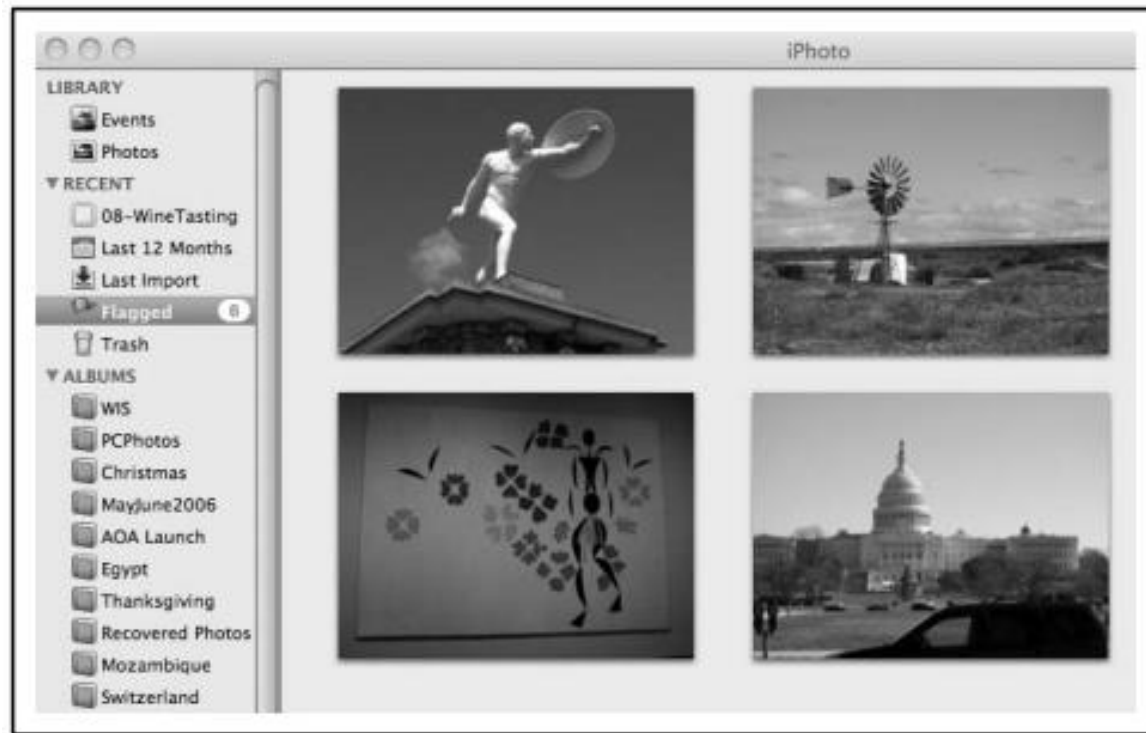 iPhoto
LIBRARY
Events
Photos
RECENT
08-WineTasting
Last 12 Months
Last Import
Flagged 8
Trash
ALBUMS
WIS
PCPhotos
Christmas
MayJune2006
AOA Launch
Egypt
Thanksgiving
Recovered Photos
Mozambique
Switzerland